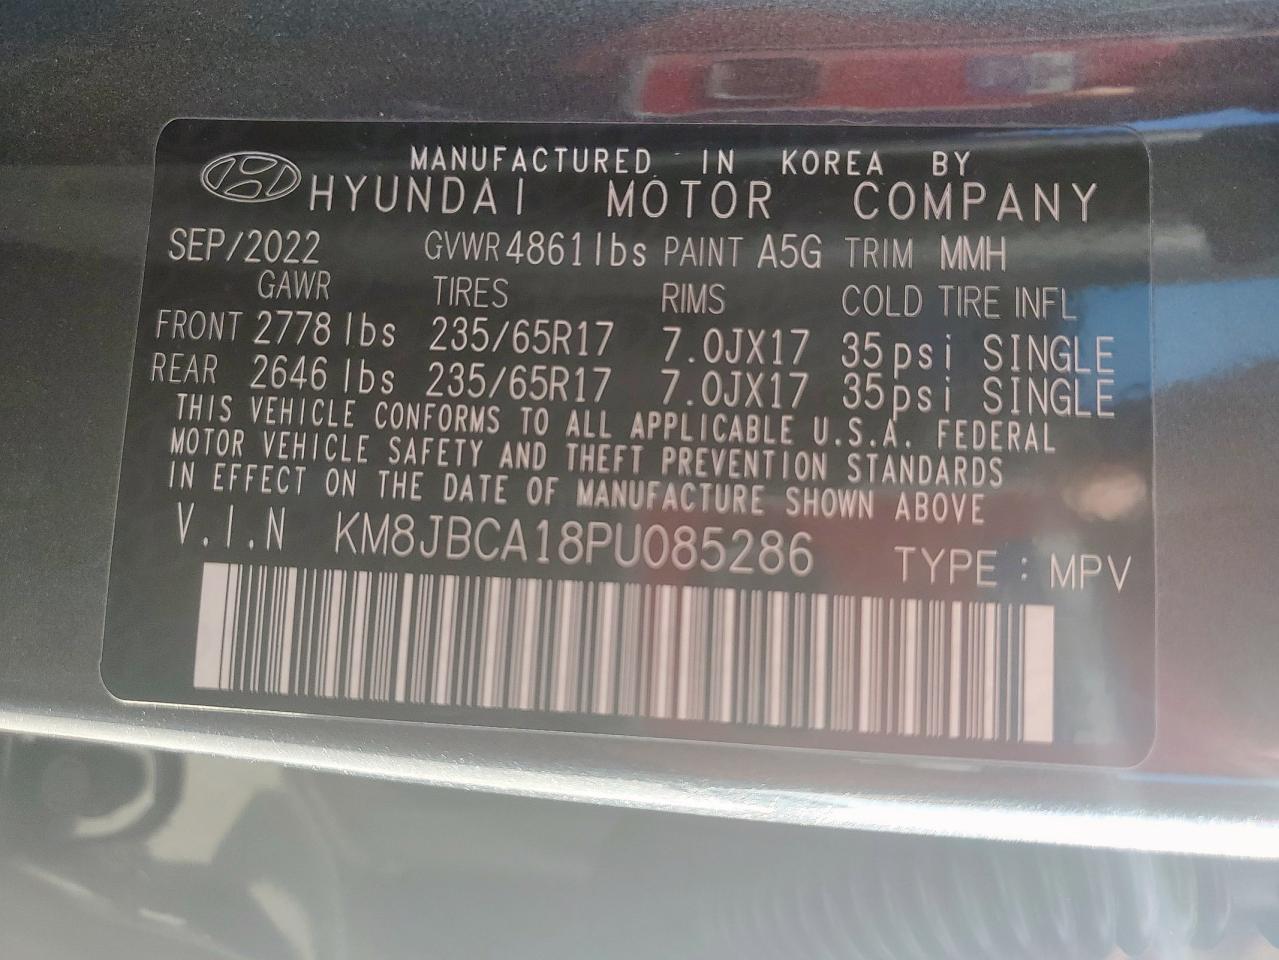 MANUFACTURED IN KOREA BY
HYUNDAI MOTOR COMPANY
SEP/2022 GVWR 4861 lbs PAINT A5G TRIM MMH
GAWR TIRES RIMS COLD TIRE INFL
FRONT 2778 lbs 235/65R17 7.0JX17 35psi SINGLE
REAR 2646 lbs 235/65R17 7.0JX17 35psi SINGLE
THIS VEHICLE CONFORMS TO ALL APPLICABLE U.S.A. FEDERAL
MOTOR VEHICLE SAFETY AND THEFT PREVENTION STANDARDS
IN EFFECT ON THE DATE OF MANUFACTURE SHOWN ABOVE
V.I.N KM8JBCA18PU085286 TYPE : MPV